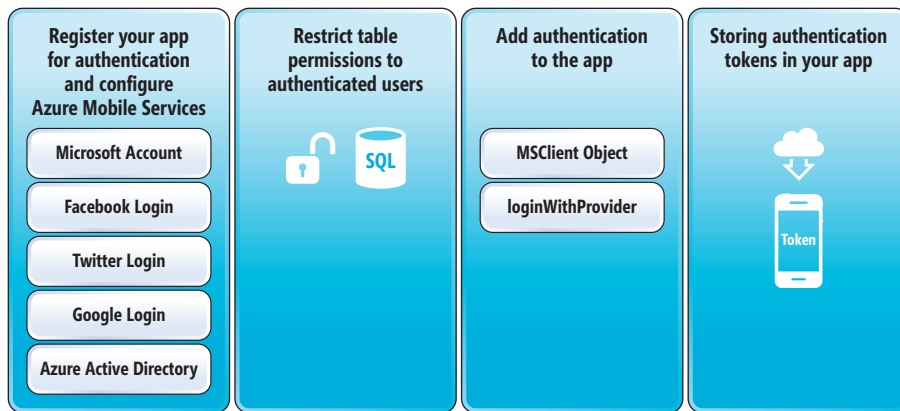 Register your app
for authentication
and configure
Azure Mobile Services
Microsoft Account
Facebook Login
Twitter Login
Google Login
Azure Active Directory
Restrict table
permissions to
authenticated users
SQL
Add authentication
to the app
MSClient Object
loginWithProvider
Storing authentication
tokens in your app
Token